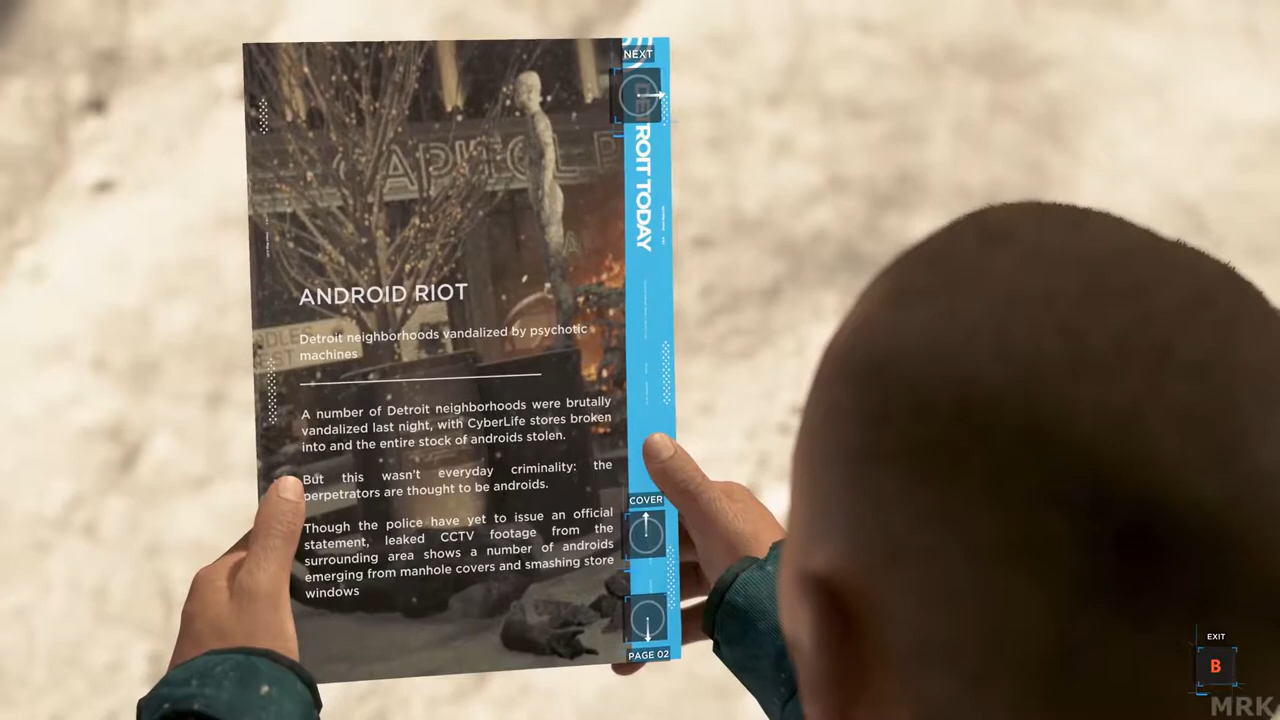 NEXT
DETROIT TODAY
CAPITOL
ANDROID RIOT
Detroit neighborhoods vandalized by psychotic
machines
A number of Detroit neighborhoods were brutally
vandalized last night, with CyberLife stores broken
into and the entire stock of androids stolen.
But this wasn't everyday criminality: the
perpetrators are thought to be androids.
Though the police have yet to issue an official
statement, leaked CCTV footage from the
surrounding area shows a number of androids
emerging from manhole covers and smashing store
windows
COVER
PAGE 02
EXIT
B
MRK